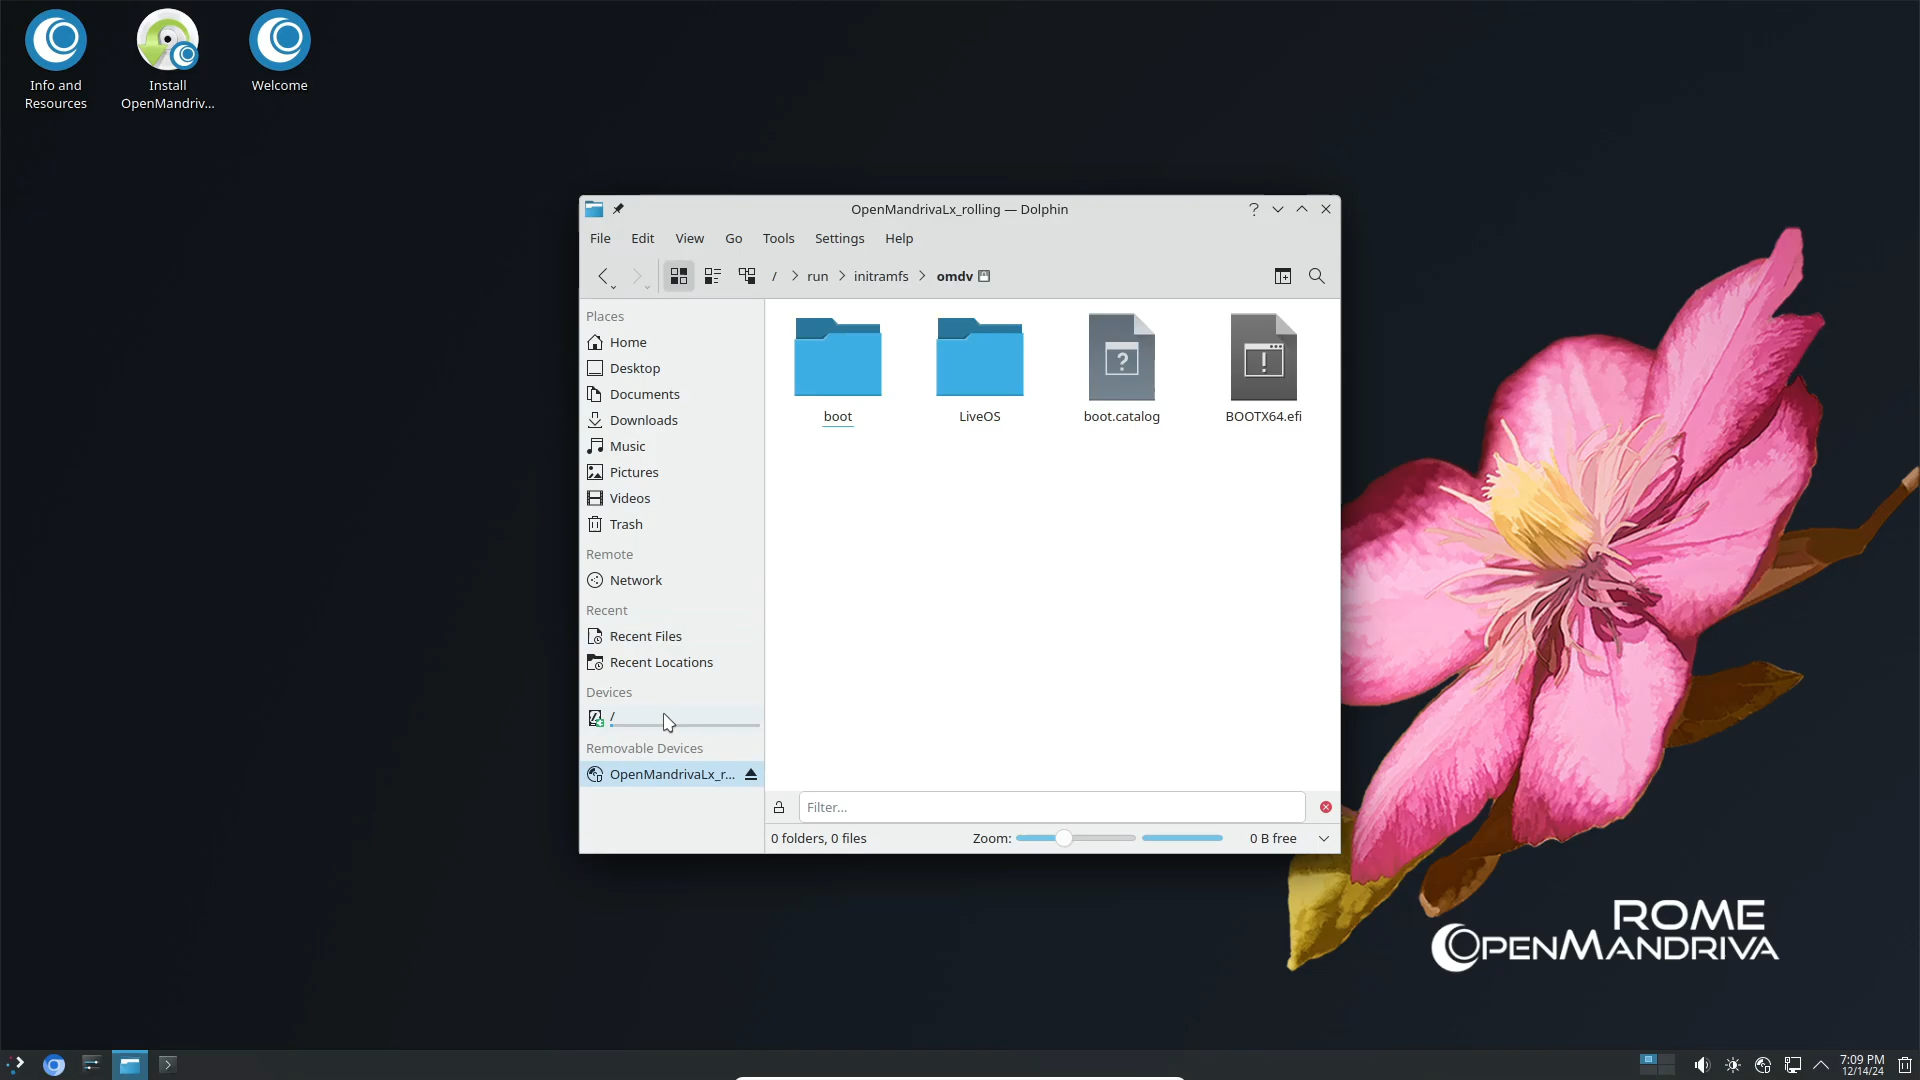 Info and
Resources
Install
OpenMandriv...
Welcome
OpenMandrivaLx_rolling — Dolphin
File Edit View Go Tools Settings Help
/ > run > initramfs > omdv
Places
Home
Desktop
Documents
Downloads
Music
Pictures
Videos
Trash
Remote
Network
Recent
Recent Files
Recent Locations
Devices
/
Removable Devices
OpenMandrivaLx_r...
boot
LiveOS
boot.catalog
BOOTX64.efi
Filter...
0 folders, 0 files
Zoom:
0 B free
ROME
OPENMANDRIVA
7:09 PM
12/14/24